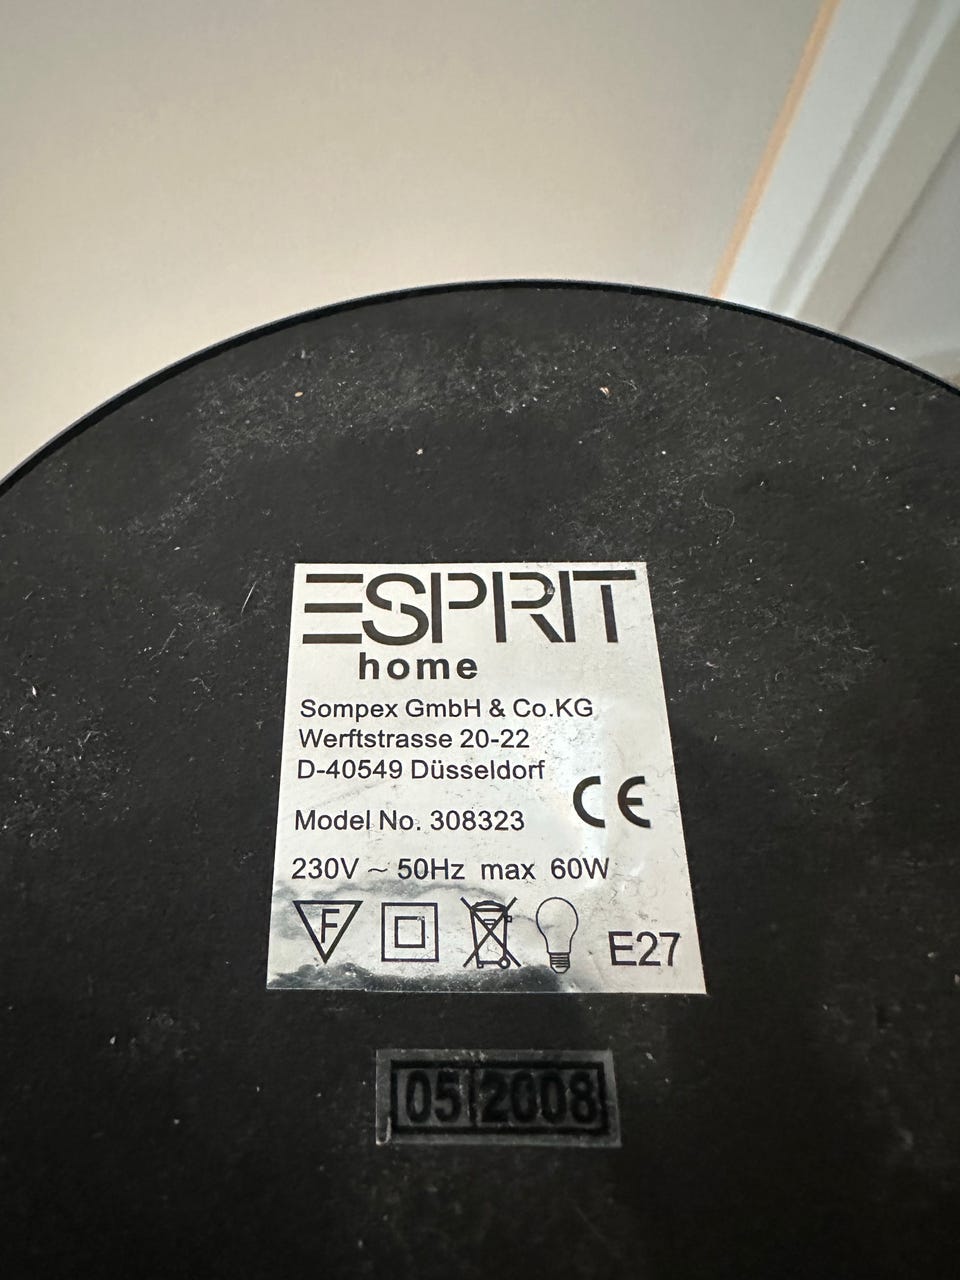 ESPRIT
home
Sompex GmbH & Co.KG
Werftstrasse 20-22
D-40549 Düsseldorf
CE
Model No. 308323
230V ~ 50Hz max 60W
F
E27
05 2008